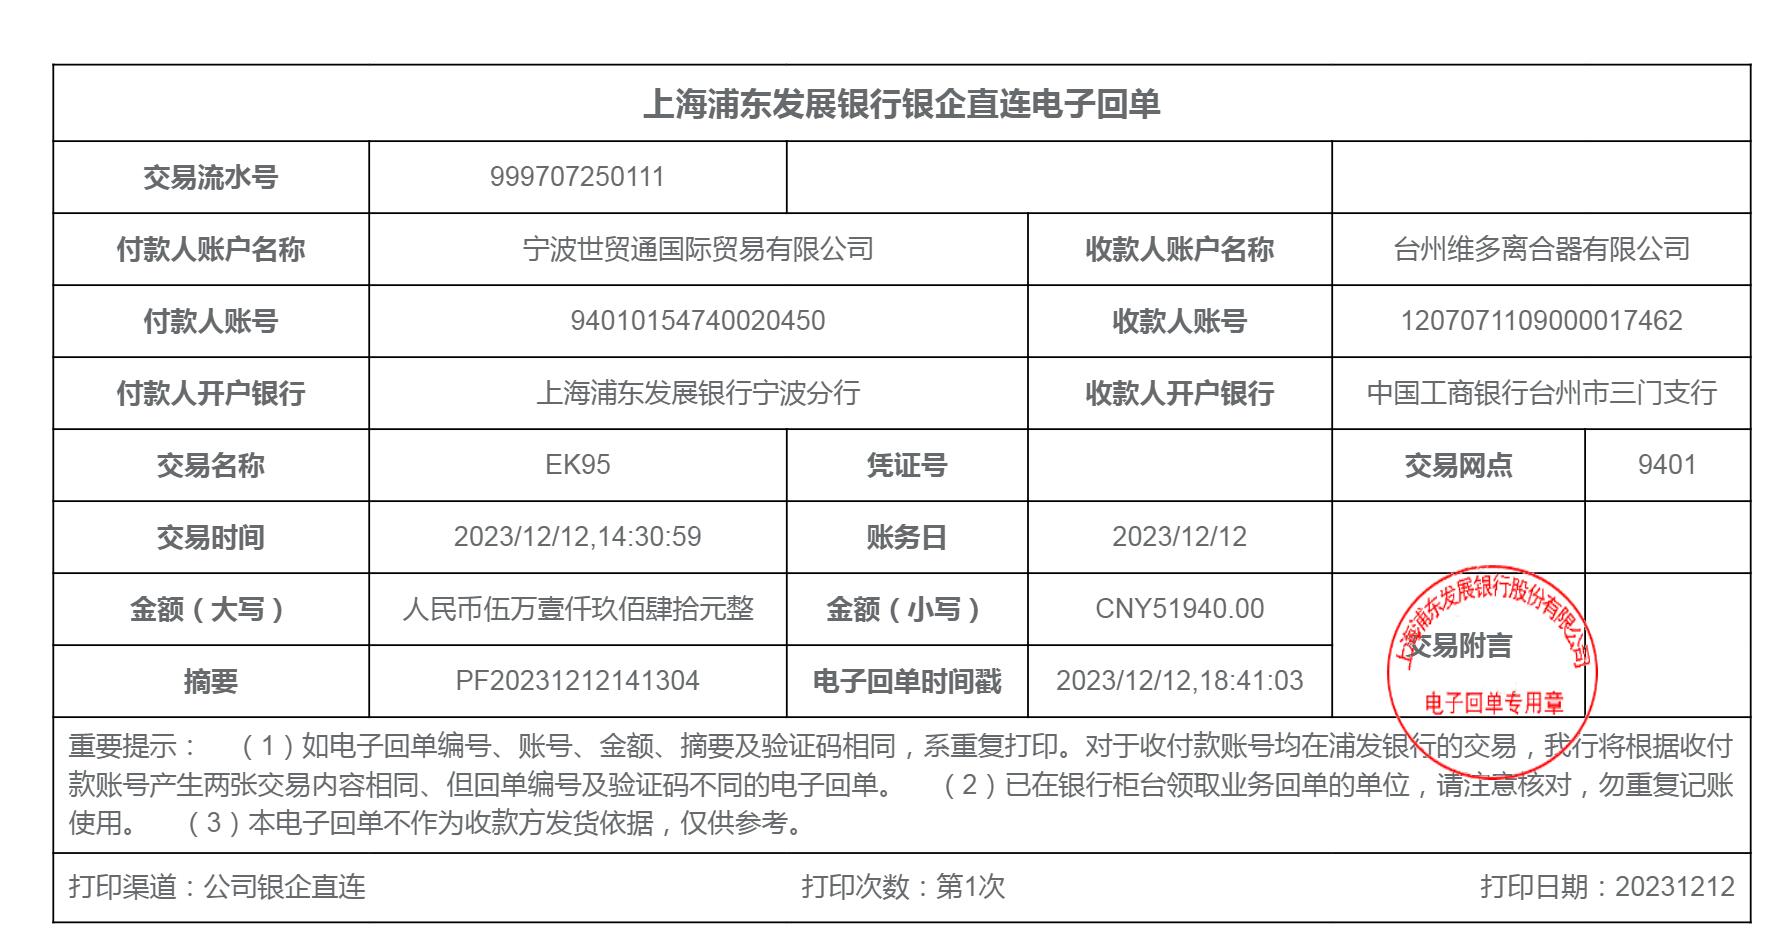 上海浦东发展银行银企直连电子回单
交易流水号 999707250111
付款人账户名称 宁波世贸通国际贸易有限公司 收款人账户名称 台州维多离合器有限公司
付款人账号 94010154740020450 收款人账号 1207071109000017462
付款人开户银行 上海浦东发展银行宁波分行 收款人开户银行 中国工商银行台州市三门支行
交易名称 EK95 凭证号 交易网点 9401
交易时间 2023/12/12,14:30:59 账务日 2023/12/12
金额（大写） 人民币伍万壹仟玖佰肆拾元整 金额（小写） CNY51940.00
上海浦东发展银行股份有限公司
交易附言
摘要 PF20231212141304 电子回单时间戳 2023/12/12,18:41:03
电子回单专用章
重要提示： （1）如电子回单编号、账号、金额、摘要及验证码相同，系重复打印。对于收付款账号均在浦发银行的交易，我行将根据收付
款账号产生两张交易内容相同、但回单编号及验证码不同的电子回单。 （2）已在银行柜台领取业务回单的单位，请注意核对，勿重复记账
使用。 （3）本电子回单不作为收款方发货依据，仅供参考。
打印渠道：公司银企直连 打印次数：第1次 打印日期：20231212